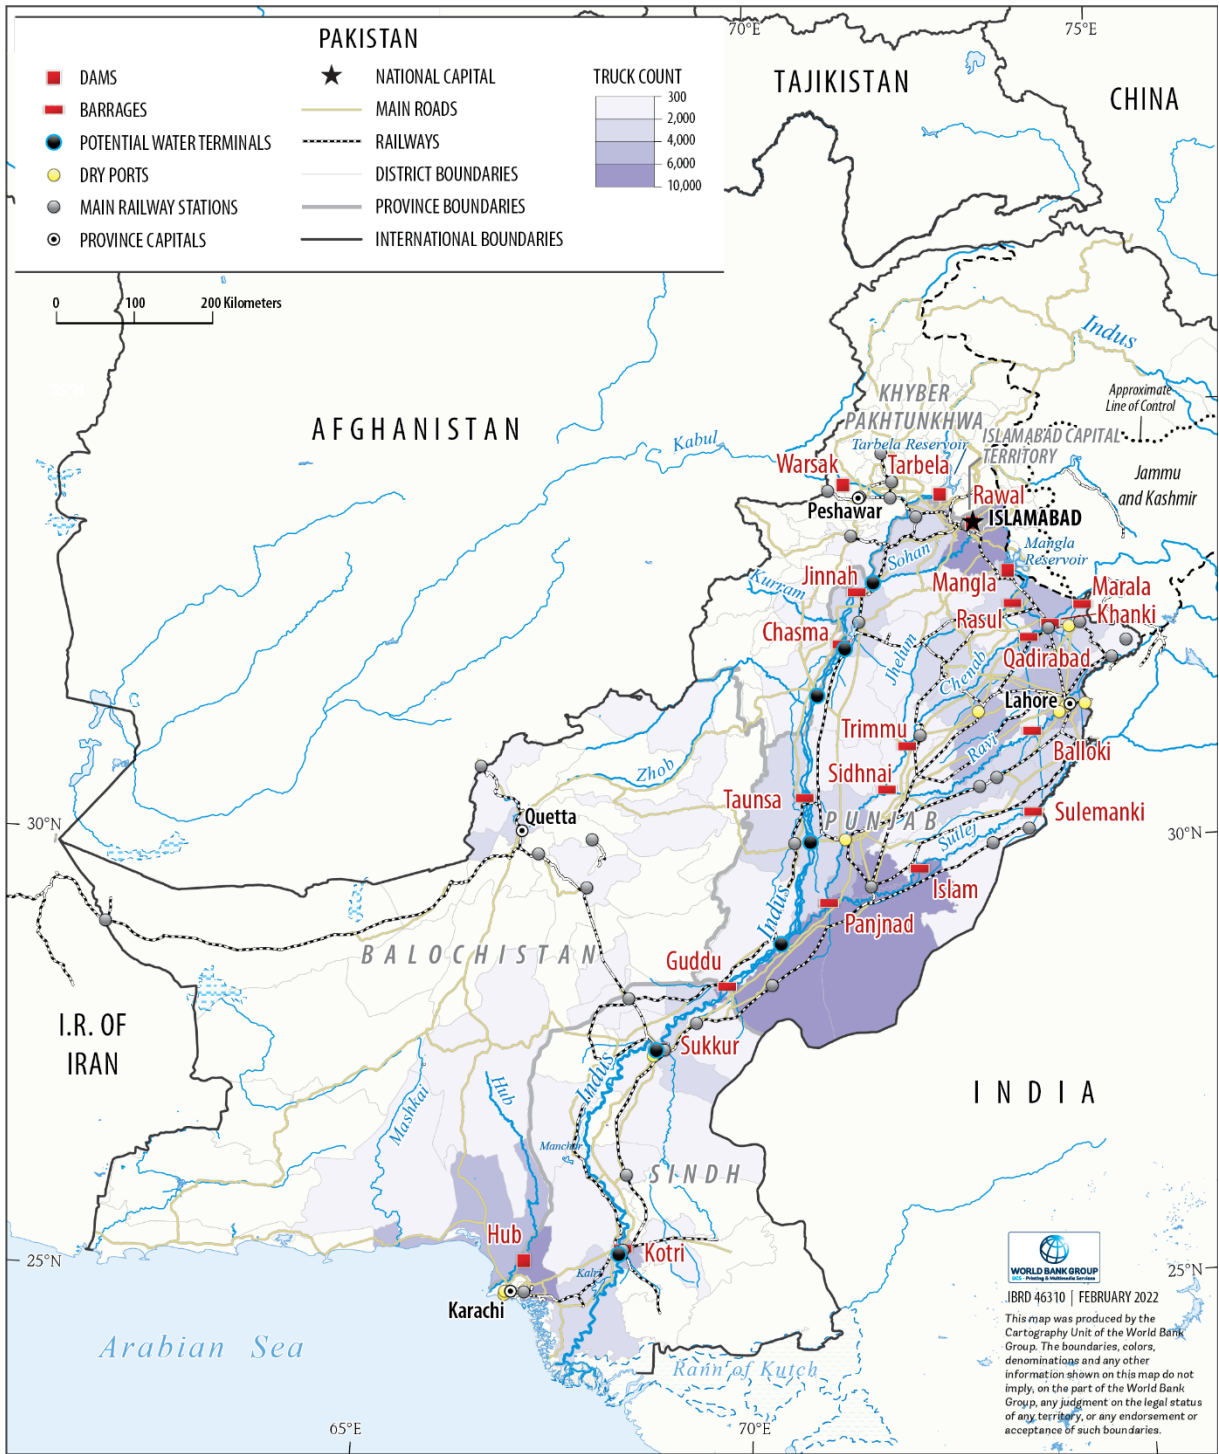 70°E
75°E
PAKISTAN
DAMS
BARRAGES
POTENTIAL WATER TERMINALS
DRY PORTS
MAIN RAILWAY STATIONS
PROVINCE CAPITALS
NATIONAL CAPITAL
MAIN ROADS
RAILWAYS
DISTRICT BOUNDARIES
PROVINCE BOUNDARIES
INTERNATIONAL BOUNDARIES
TRUCK COUNT
300
2,000
4,000
6,000
10,000
0 100 200 Kilometers
TAJIKISTAN
CHINA
Indus
AFGHANISTAN
KHYBER
PAKHTUNKHWA
Approximate
Line of Control
Kabul
Tarbela Reservoir
ISLAMABAD CAPITAL
TERRITORY
Warsak
Tarbela
Jammu
and Kashmir
Rawal
Peshawar
ISLAMABAD
Sohan
Mangla
Reservoir
Jinnah
Kurram
Mangla
Marala
Rasul
Khanki
Chasma
Jhelum
Chenab
Qadirabad
Lahore
Trimmu
Ravi
Balloki
Zhob
Sidhnai
Taunsa
Quetta
PUNJAB
Sulemanki
30°N
30°N
Sutlej
Islam
Indus
Panjnad
BALOCHISTAN
Guddu
I.R. OF
IRAN
Sukkur
Indus
INDIA
Hub
Mashkai
Manchar
SINDH
Hub
Kotri
25°N
25°N
Kalri
Karachi
Arabian Sea
Rann of Kutch
65°E
70°E
WORLD BANK GROUP
GCS - Printing & Multimedia Services
IBRD 46310 | FEBRUARY 2022
This map was produced by the
Cartography Unit of the World Bank
Group. The boundaries, colors,
denominations and any other
information shown on this map do not
imply, on the part of the World Bank
Group, any judgment on the legal status
of any territory, or any endorsement or
acceptance of such boundaries.